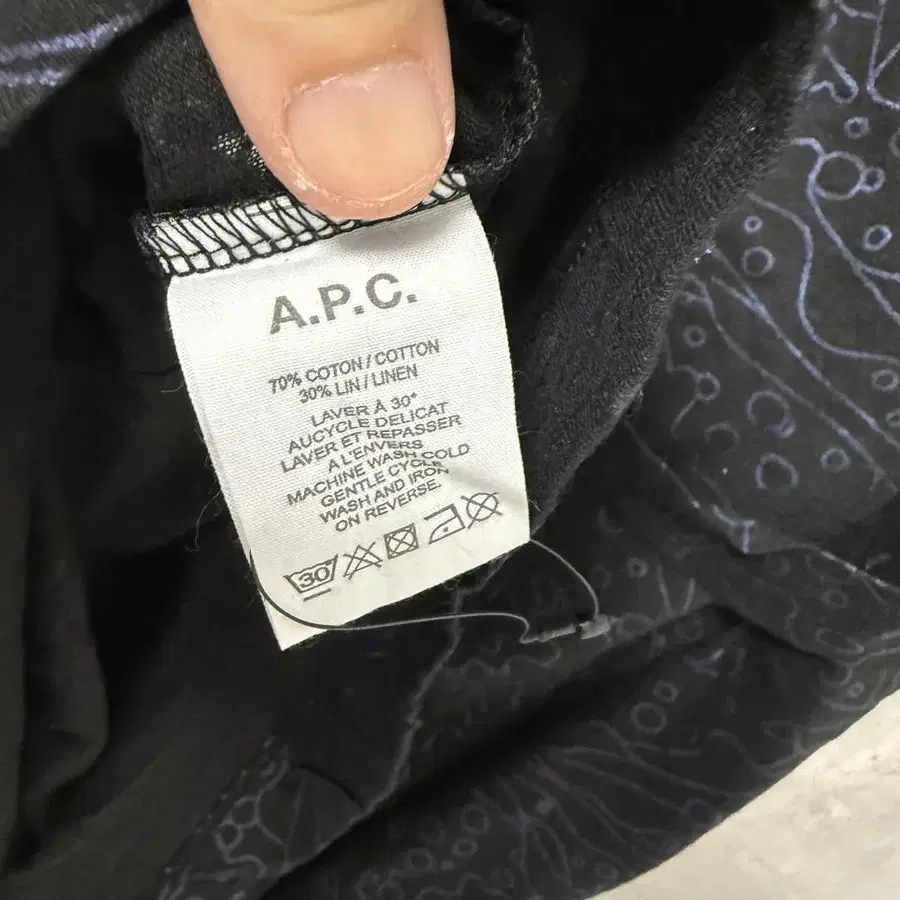 A.P.C.
70% COTON / COTTON
30% LIN / LINEN
LAVER À 30°
AUCYCLE DELICAT
LAVER ET REPASSER
A L'ENVERS
MACHINE WASH COLD
GENTLE CYCLE
WASH AND IRON
ON REVERSE.
30